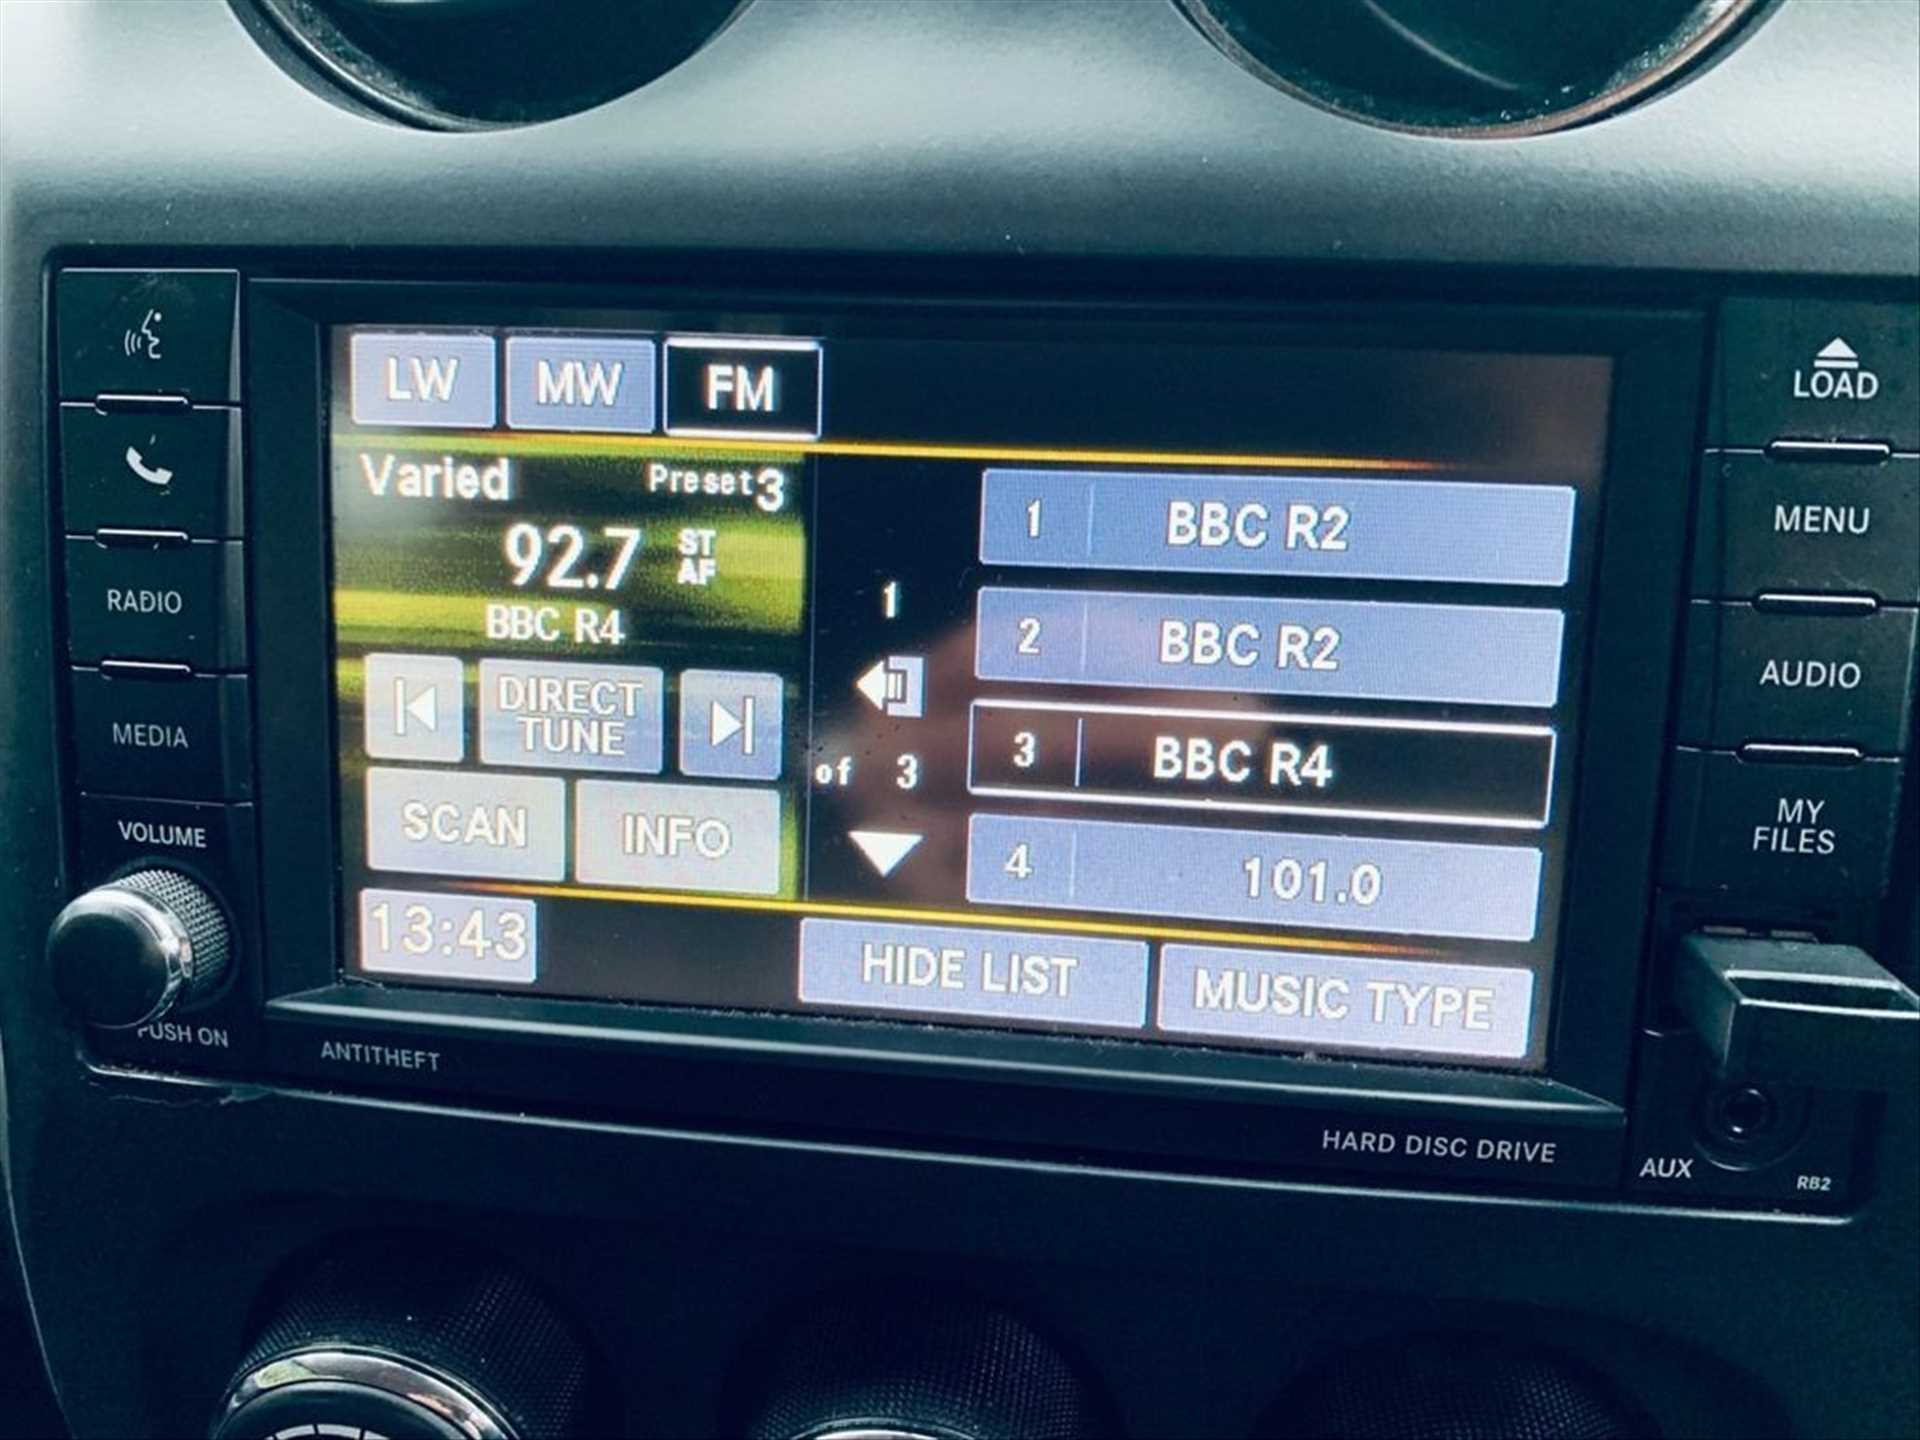 LW MW FM
Varied Preset 3
92.7 ST AF
BBC R4
DIRECT TUNE
SCAN INFO
13:43
1
of 3
1 BBC R2
2 BBC R2
3 BBC R4
4 101.0
HIDE LIST MUSIC TYPE
RADIO
MEDIA
VOLUME
PUSH ON
ANTITHEFT
LOAD
MENU
AUDIO
MY
FILES
HARD DISC DRIVE
AUX
RB2